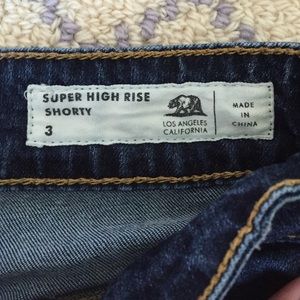 SUPER HIGH RISE
SHORTY
3
LOS ANGELES
CALIFORNIA
MADE
IN
CHINA